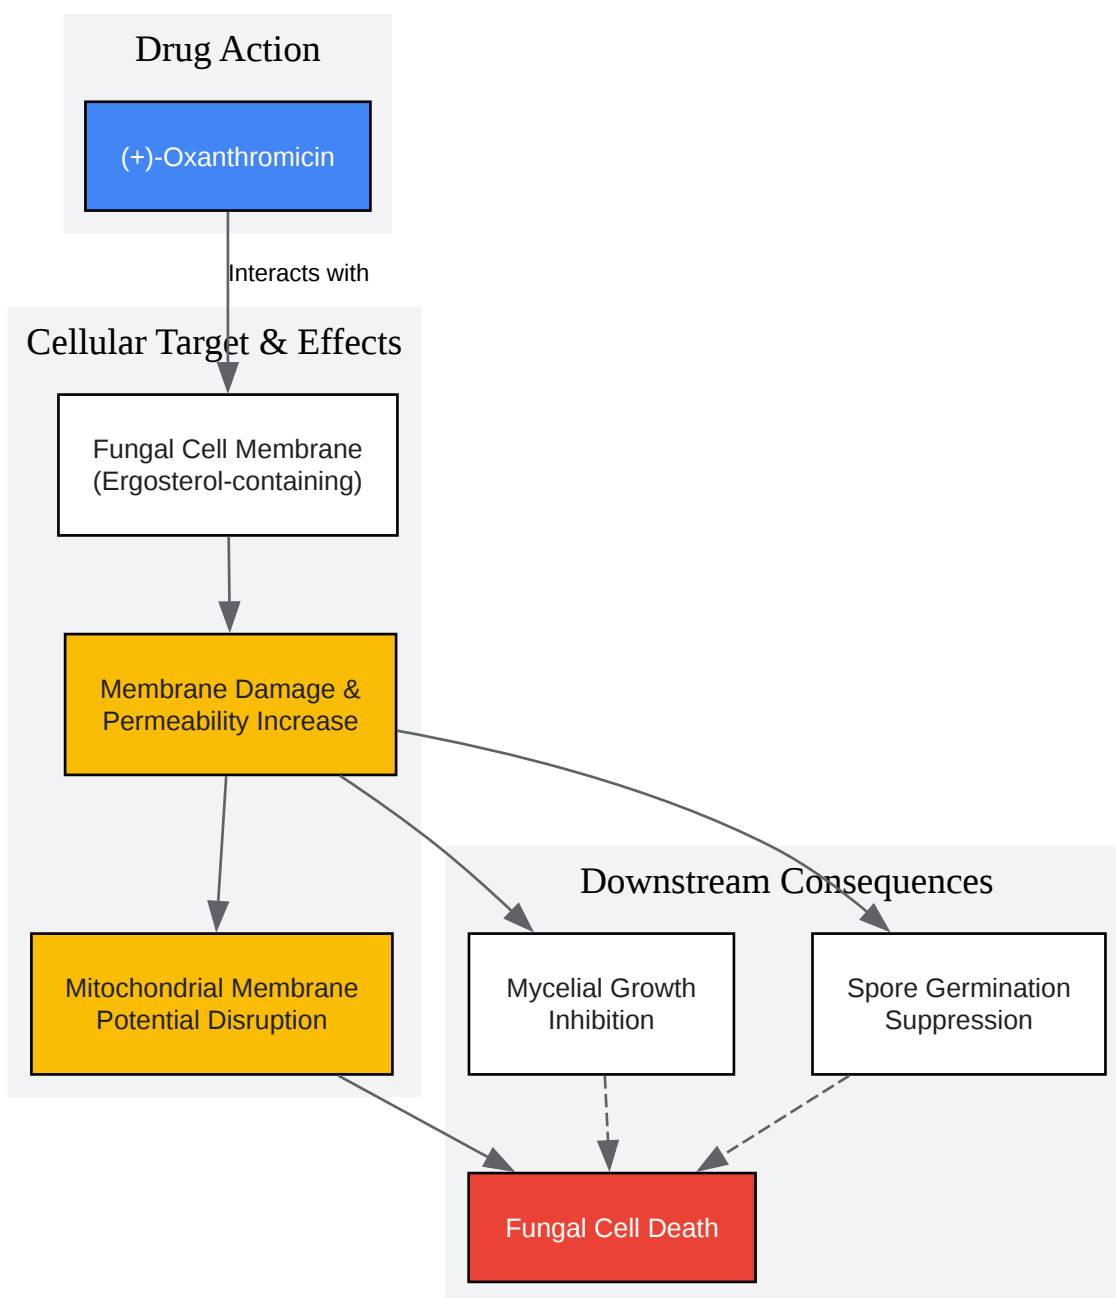 Drug Action
(+)-Oxanthromicin
Interacts with
Cellular Target & Effects
Fungal Cell Membrane
(Ergosterol-containing)
Membrane Damage &
Permeability Increase
Downstream Consequences
Mitochondrial Membrane
Potential Disruption
Mycelial Growth
Inhibition
Spore Germination
Suppression
Fungal Cell Death